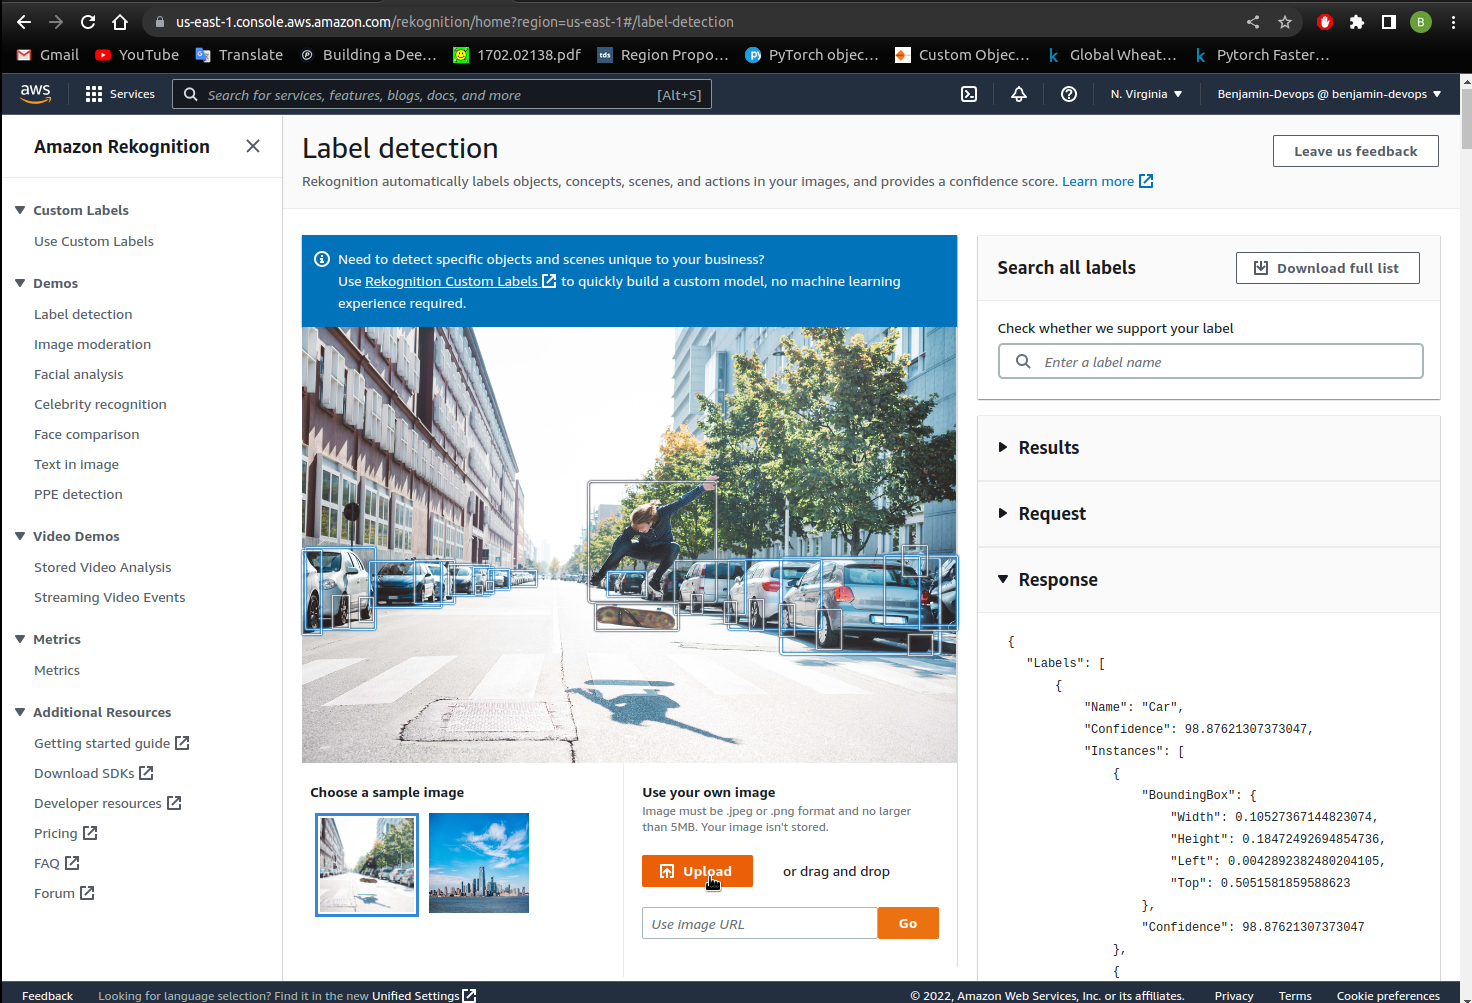 us-east-1.console.aws.amazon.com/rekognition/home?region=us-east-1#/label-detection
B
Gmail
YouTube
Translate
Building a Dee...
1702.02138.pdf
tds
Region Propo...
PyTorch objec...
Custom Objec...
k
Global Wheat...
k
Pytorch Faster...
aws
Services
Search for services, features, blogs, docs, and more
[Alt+S]
N. Virginia
Benjamin-Devops @ benjamin-devops
Amazon Rekognition
Custom Labels
Use Custom Labels
Demos
Label detection
Image moderation
Facial analysis
Celebrity recognition
Face comparison
Text in image
PPE detection
Video Demos
Stored Video Analysis
Streaming Video Events
Metrics
Metrics
Additional Resources
Getting started guide
Download SDKs
Developer resources
Pricing
FAQ
Forum
Label detection
Leave us feedback
Rekognition automatically labels objects, concepts, scenes, and actions in your images, and provides a confidence score. Learn more
Need to detect specific objects and scenes unique to your business?
Use Rekognition Custom Labels to quickly build a custom model, no machine learning
experience required.
Choose a sample image
Use your own image
Image must be .jpeg or .png format and no larger
than 5MB. Your image isn't stored.
Upload
or drag and drop
Use image URL
Go
Search all labels
Download full list
Check whether we support your label
Enter a label name
Results
Request
Response
{
"Labels": [
{
"Name": "Car",
"Confidence": 98.87621307373047,
"Instances": [
{
"BoundingBox": {
"Width": 0.10527367144823074,
"Height": 0.18472492694854736,
"Left": 0.0042892382480204105,
"Top": 0.5051581859588623
},
"Confidence": 98.87621307373047
},
{
Feedback
Looking for language selection? Find it in the new Unified Settings
© 2022, Amazon Web Services, Inc. or its affiliates.
Privacy
Terms
Cookie preferences